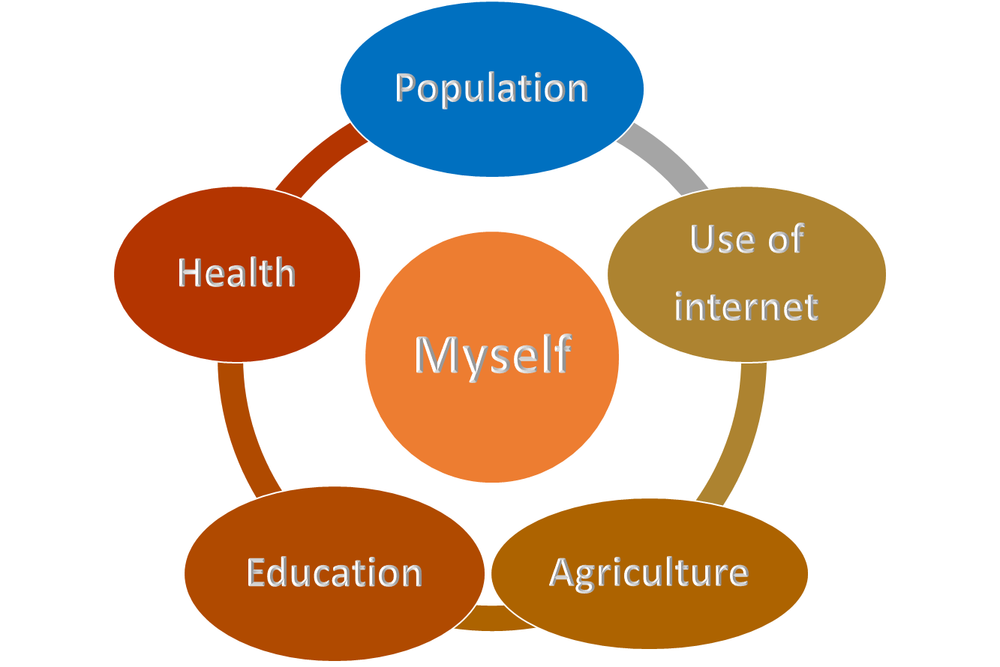 Population
Use of
internet
Agriculture
Education
Health
Myself